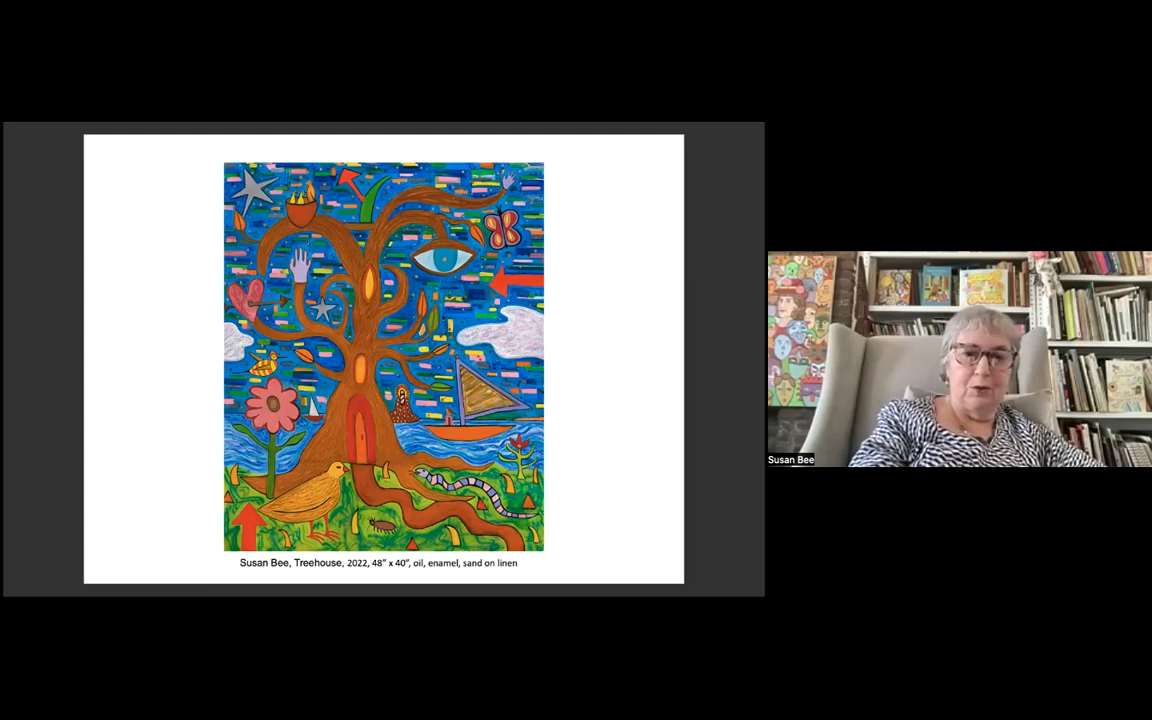 Susan Bee, Treehouse, 2022, 48” x 40”, oil, enamel, sand on linen
Susan Bee